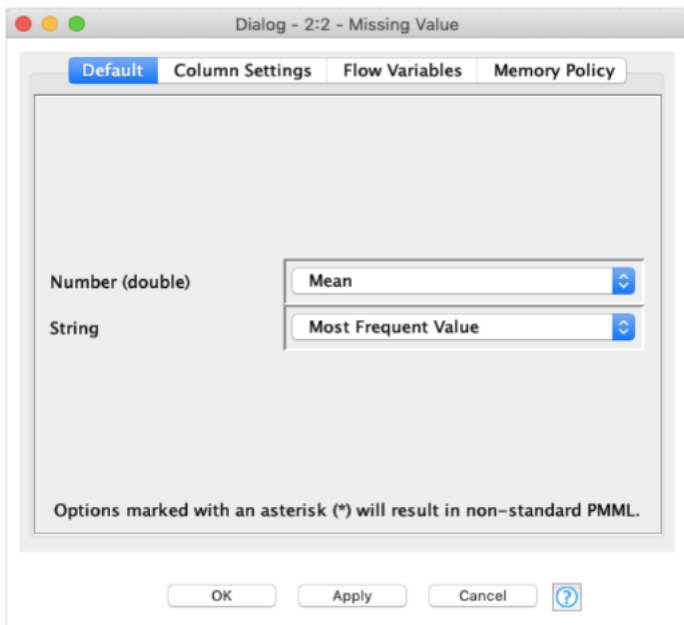 Dialog - 2:2 - Missing Value
Default Column Settings Flow Variables Memory Policy
Number (double) Mean
String Most Frequent Value
Options marked with an asterisk (*) will result in non-standard PMML.
OK Apply Cancel ?